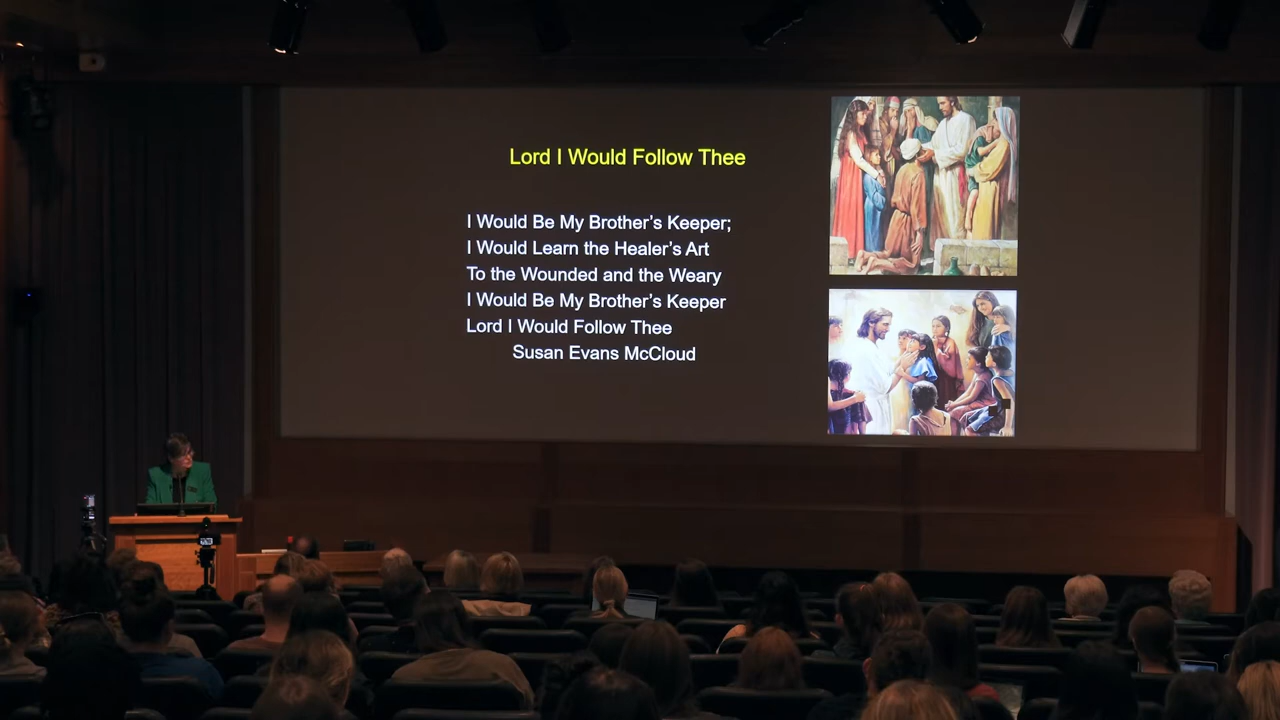 Lord I Would Follow Thee
I Would Be My Brother’s Keeper;
I Would Learn the Healer’s Art
To the Wounded and the Weary
I Would Be My Brother’s Keeper
Lord I Would Follow Thee
Susan Evans McCloud